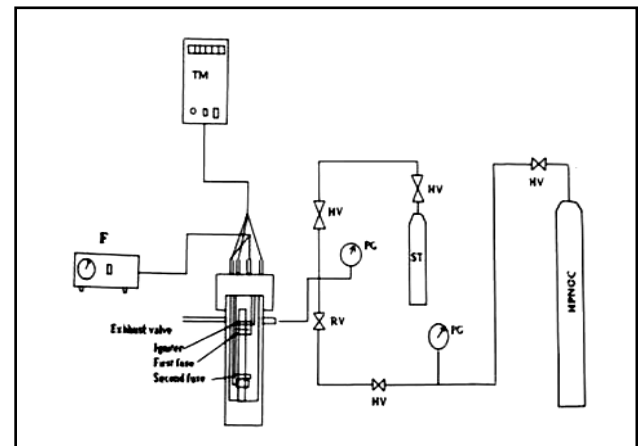 TM
HV
HV
HV
F
PG
ST
HPNOC
RV
PG
Exhaust valve
Igniter
First fuse
Second fuse
HV